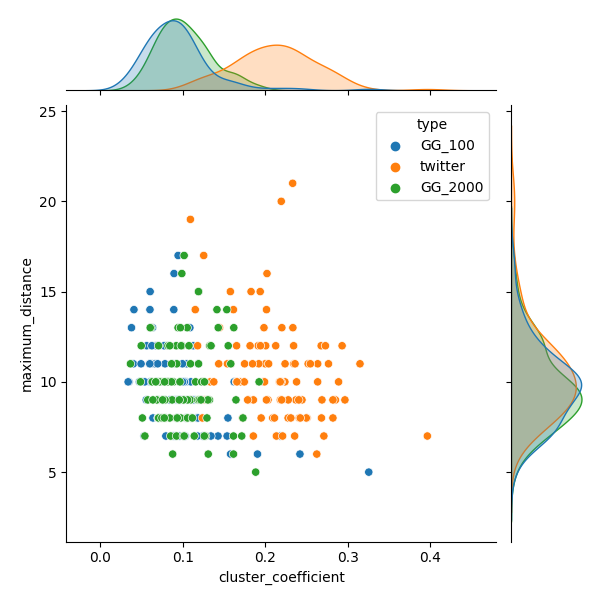 25
20
15
10
5
maximum_distance
type
GG_100
twitter
GG_2000
0.0 0.1 0.2 0.3 0.4
cluster_coefficient